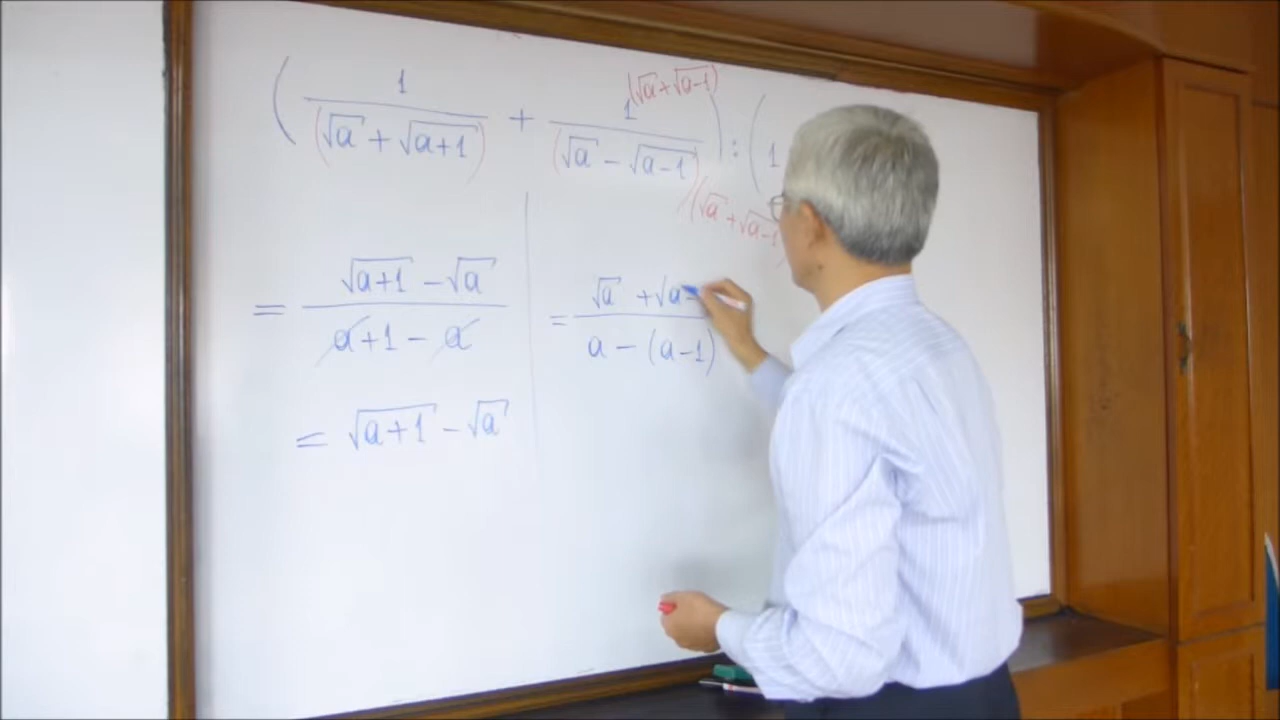 (√a + √a-1)
( 1/(√a + √a+1) + 1/(√a - √a-1) ) : ( 1
(√a + √a-1
= (√a+1 - √a)/(a+1 - a)
= √a+1 - √a
= (√a + √a-)/(a - (a-1))